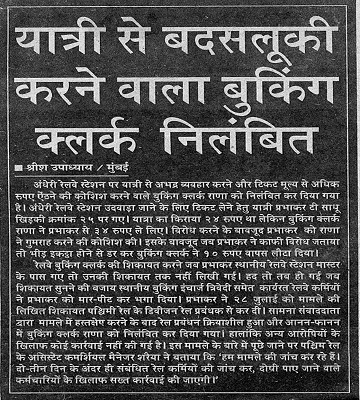 यात्री से बदसलूकी
करने वाला बुकिंग
क्लर्क निलंबित
■ श्रीश उपाध्याय / मुंबई
अंधेरी रेलवे स्टेशन पर यात्री से अभद्र व्यवहार करने और टिकट मूल्य से अधिक
रुपए ऐंठने की कोशिश करने वाले बुकिंग क्लर्क राणा को निलंबित कर दिया गया
है। अंधेरी रेलवे स्टेशन उदवाड़ा जाने के लिए टिकट लेने हेतु यात्री प्रभाकर टी साधू
खिड़की क्रमांक २५ पर गए। यात्रा का किराया २४ रुपए था लेकिन बुकिंग क्लर्क
राणा ने प्रभाकर से ३४ रुपए ले लिए। विरोध करने के बावजूद प्रभाकर को राणा
ने गुमराह करने की कोशिश की। इसके बावजूद जब प्रभाकर ने काफी विरोध जताया
तो भीड़ इकट्ठा होने से डर कर बुकिंग क्लर्क ने १० रुपए वापस लौटा दिया।
रेलवे बुकिंग क्लर्क की शिकायत करने जब प्रभाकर स्थानीय रेलवे स्टेशन मास्टर
के पास गए तो उनकी शिकायत तक नहीं लिखी गई। हद तो तब हो गई जब
शिकायत सुनने की बजाय स्थानीय बुकिंग इंचार्ज त्रिवेदी समेत कार्यरत रेलवे कर्मियों
ने प्रभाकर को मार-पीट कर भगा दिया। प्रभाकर ने २८ जुलाई को मामले की
लिखित शिकायत पश्चिम रेल के डिवीजन रेल प्रबंधक से कर दी। सामना संवाददाता
द्वारा मामले में हस्तक्षेप करने के बाद रेल प्रबंधन क्रियाशील हुआ और आनन-फानन
में बुकिंग क्लर्क राणा को निलंबित कर दिया गया। हालांकि अन्य आरोपियों के
खिलाफ कोई कार्रवाई नहीं की गई है। इस मामले के बारे में पूछे जाने पर पश्चिम रेल
के असिस्टेंट कमर्शियल मैनेजर शरैया ने बताया कि 'हम मामले की जांच कर रहे हैं।
दो-तीन दिन के अंदर ही संबंधित रेल कर्मियों की जांच कर, दोषी पाए जाने वाले
कर्मचारियों के खिलाफ सख्त कार्रवाई की जाएगी।'